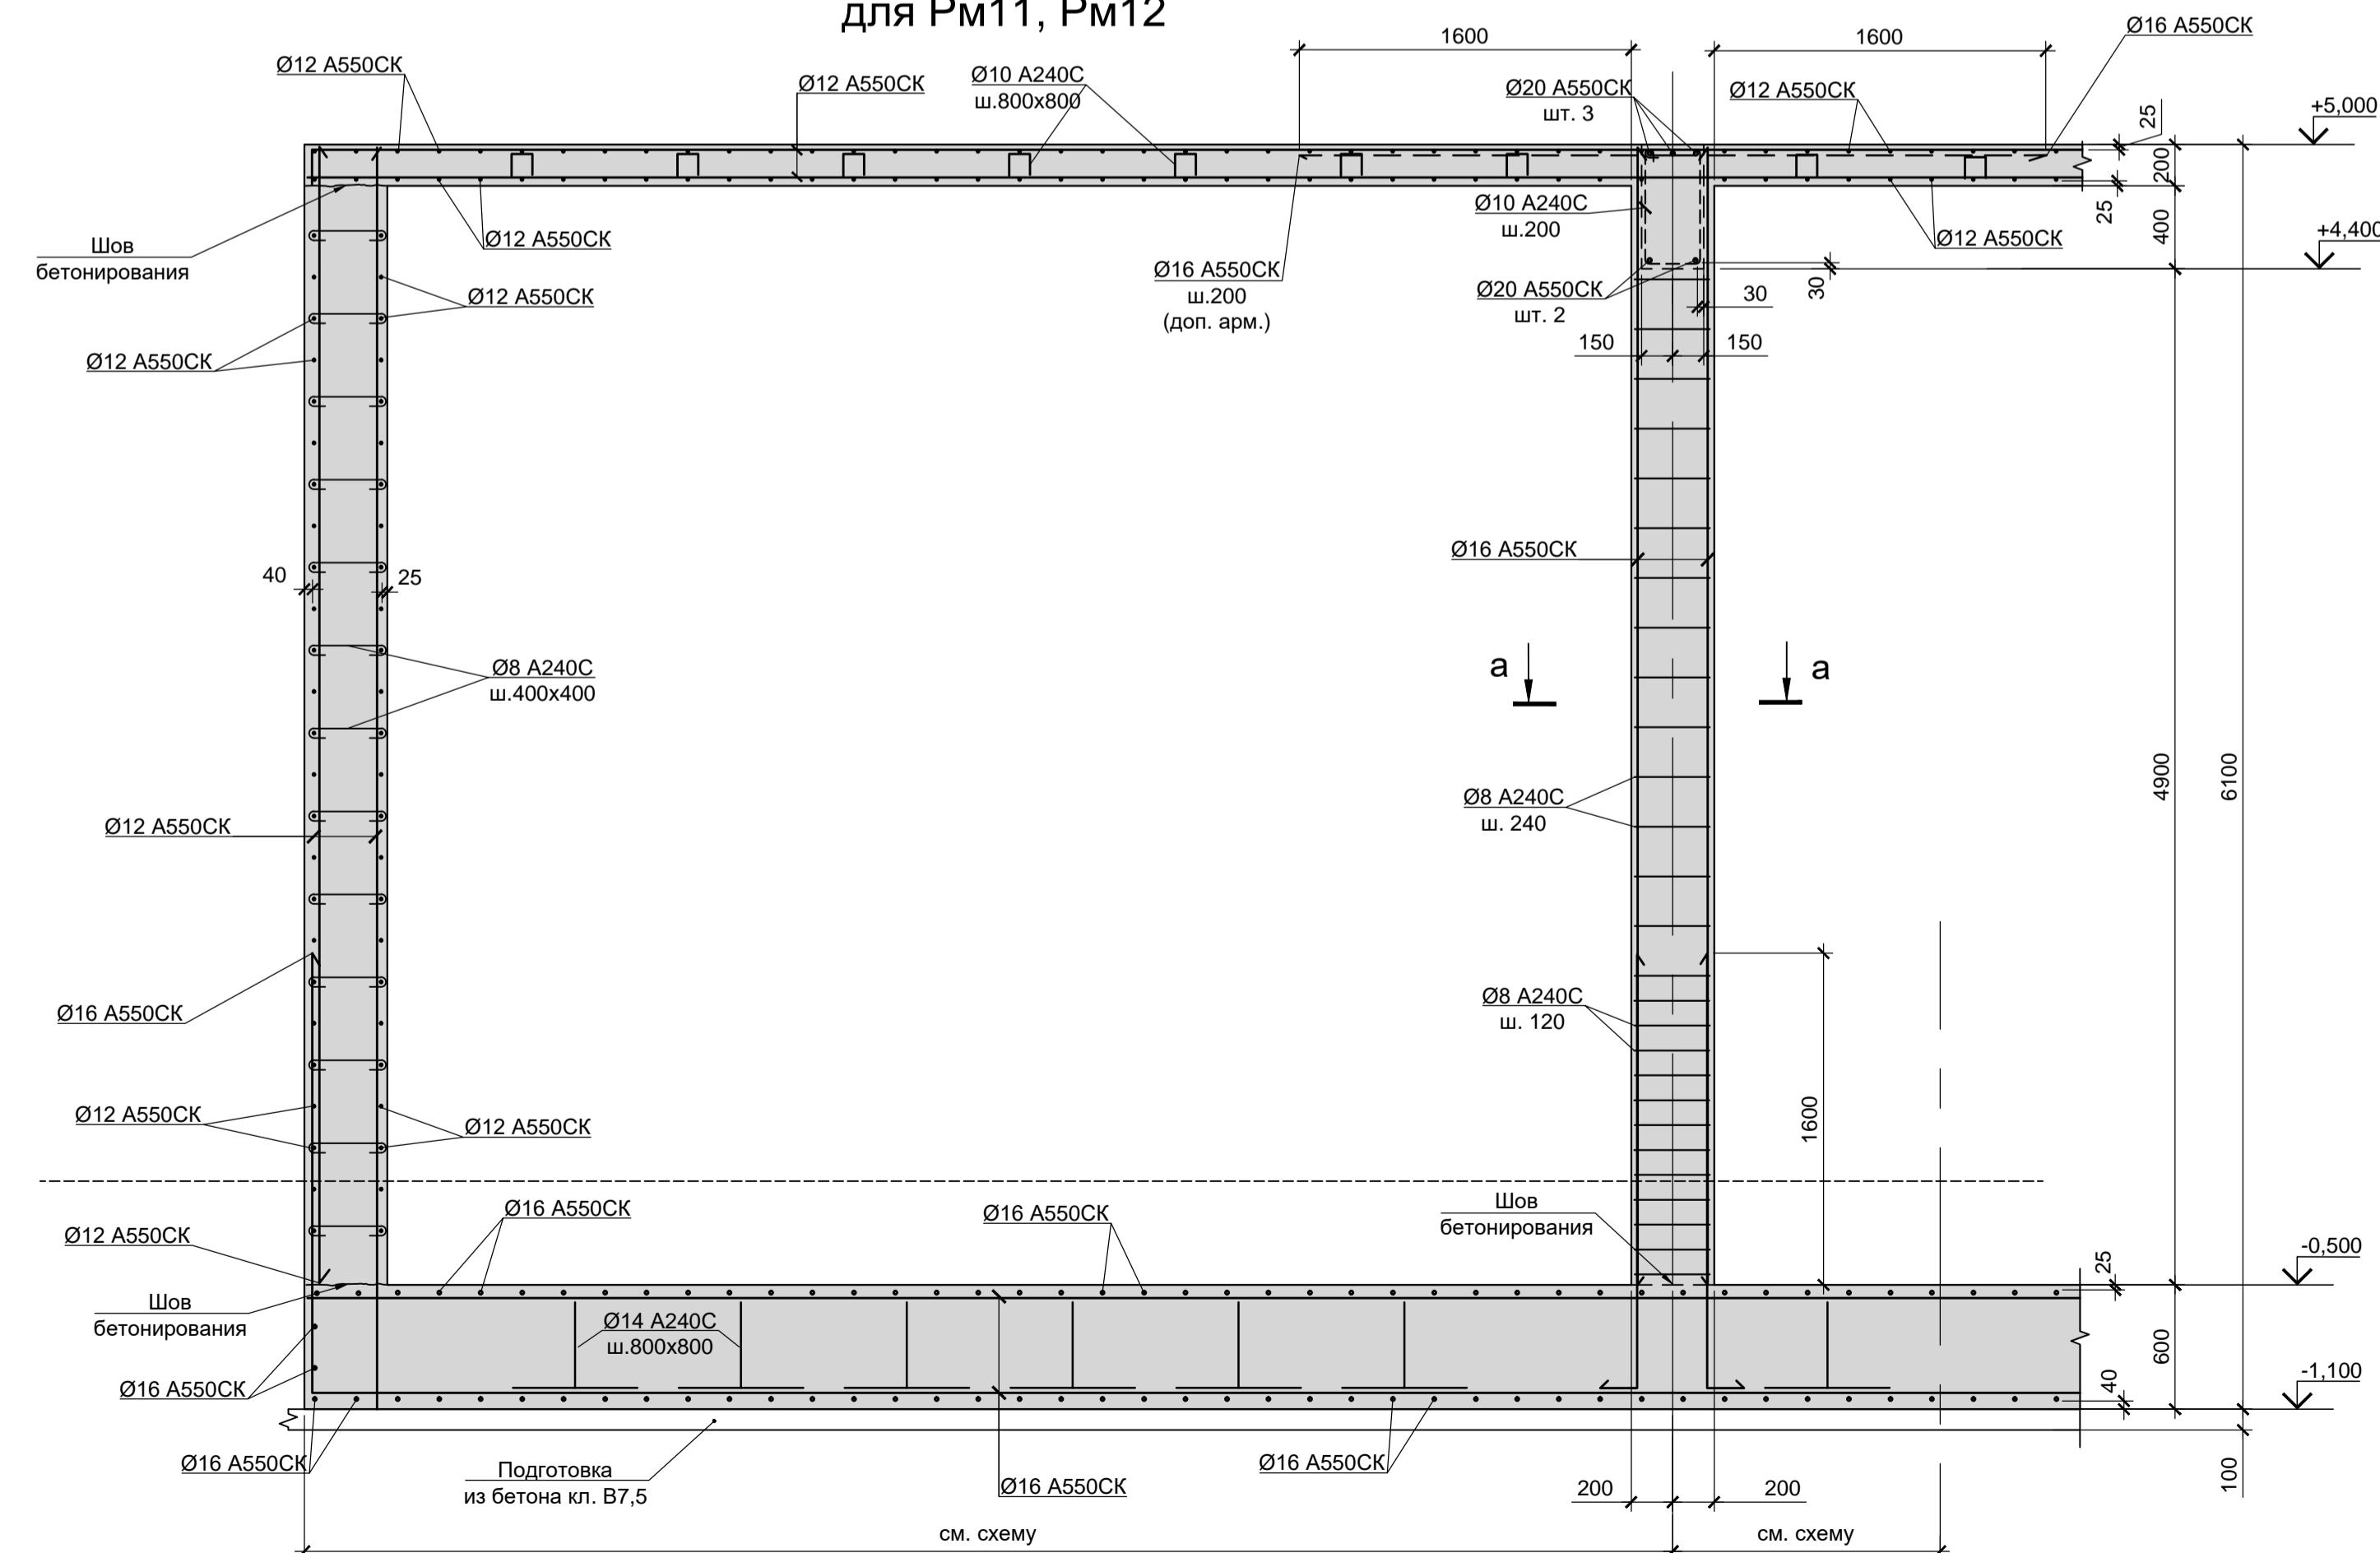 для Рм11, Рм12
1600
1600
Ø16 А550СК
Ø12 А550СК
Ø12 А550СК
Ø10 А240С
ш.800х800
Ø20 А550СК
шт. 3
Ø12 А550СК
25
+5,000
200
25
Ø10 А240С
ш.200
400
+4,400
Ø12 А550СК
Ø12 А550СК
Шов
бетонирования
Ø16 А550СК
ш.200
(доп. арм.)
Ø20 А550СК
шт. 2
30
30
Ø12 А550СК
150
150
Ø12 А550СК
40
25
Ø16 А550СК
а
а
Ø8 А240С
ш.400х400
4900
6100
Ø8 А240С
ш. 240
Ø12 А550СК
Ø16 А550СК
Ø8 А240С
ш. 120
1600
Ø12 А550СК
Ø12 А550СК
Ø16 А550СК
Ø16 А550СК
Шов
бетонирования
Ø12 А550СК
25
-0,500
Шов
бетонирования
Ø14 А240С
ш.800х800
600
Ø16 А550СК
40
-1,100
Ø16 А550СК
Подготовка
из бетона кл. В7,5
Ø16 А550СК
Ø16 А550СК
200
200
100
см. схему
см. схему